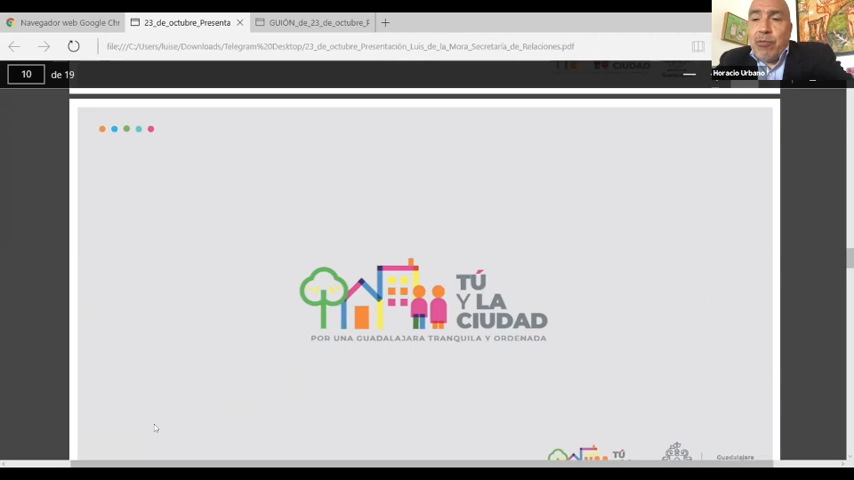 Navegador web Google Chr
23_de_octubre_Presenta
GUIÓN_de_23_de_octubre_F
file:///C:/Users/luise/Downloads/Telegram%20Desktop/23_de_octubre_Presentación_Luis_de_la_Mora_Secretaría_de_Relaciones.pdf
Horacio Urbano
10 de 19
CIUDAD
TÚ
Y LA
CIUDAD
POR UNA GUADALAJARA TRANQUILA Y ORDENADA
TÚ
Guadalajara